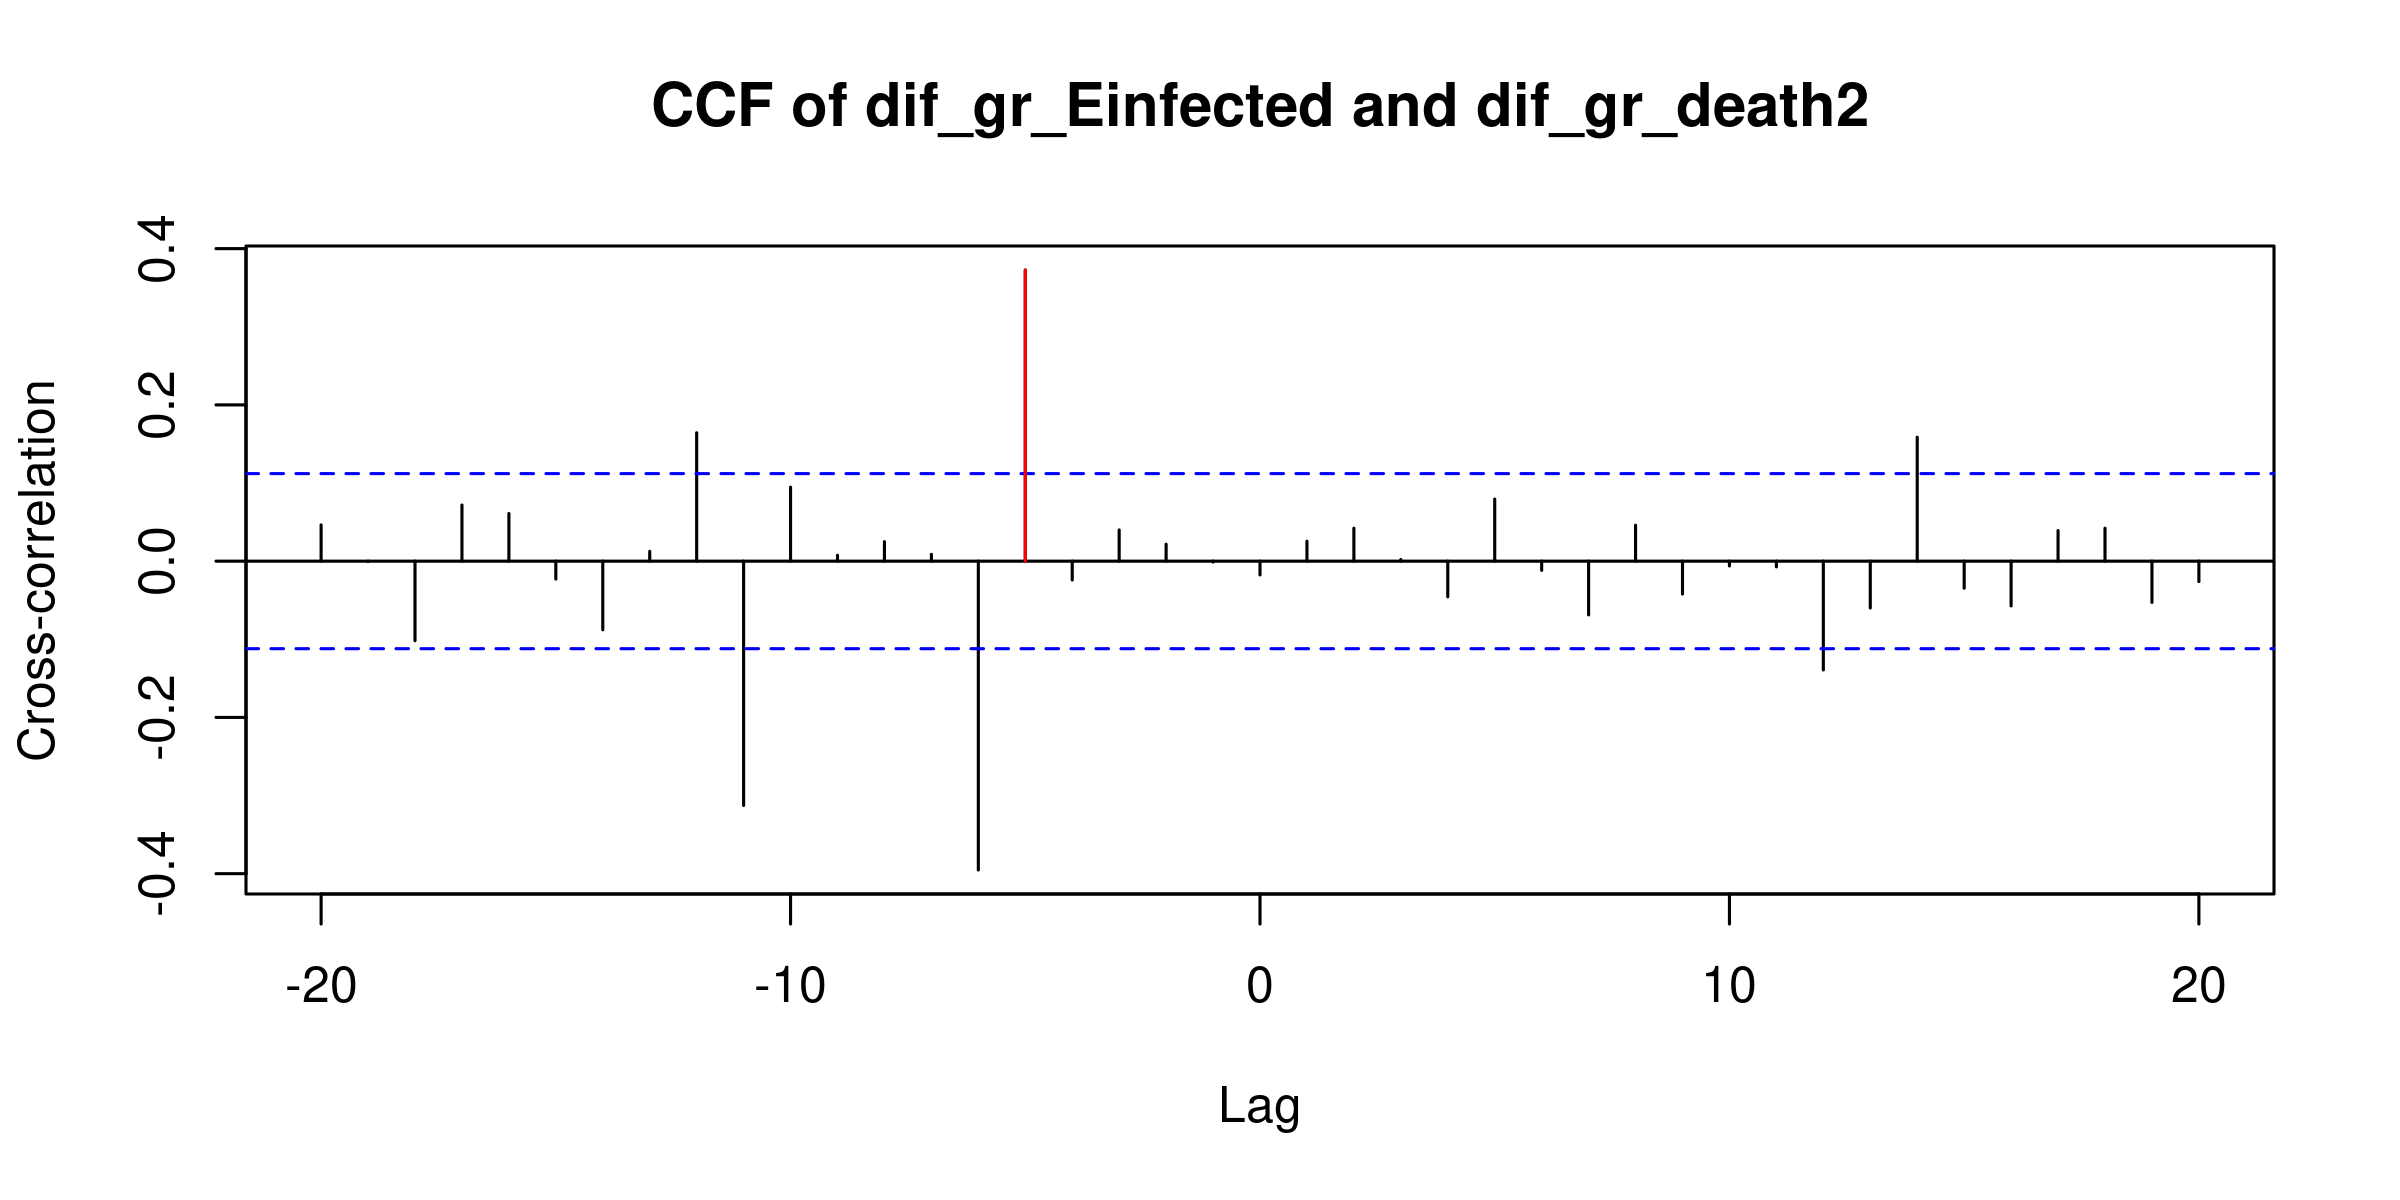 CCF of dif_gr_Einfected and dif_gr_death2
Cross-correlation
0.4
0.2
0.0
-0.2
-0.4
-20 -10 0 10 20
Lag